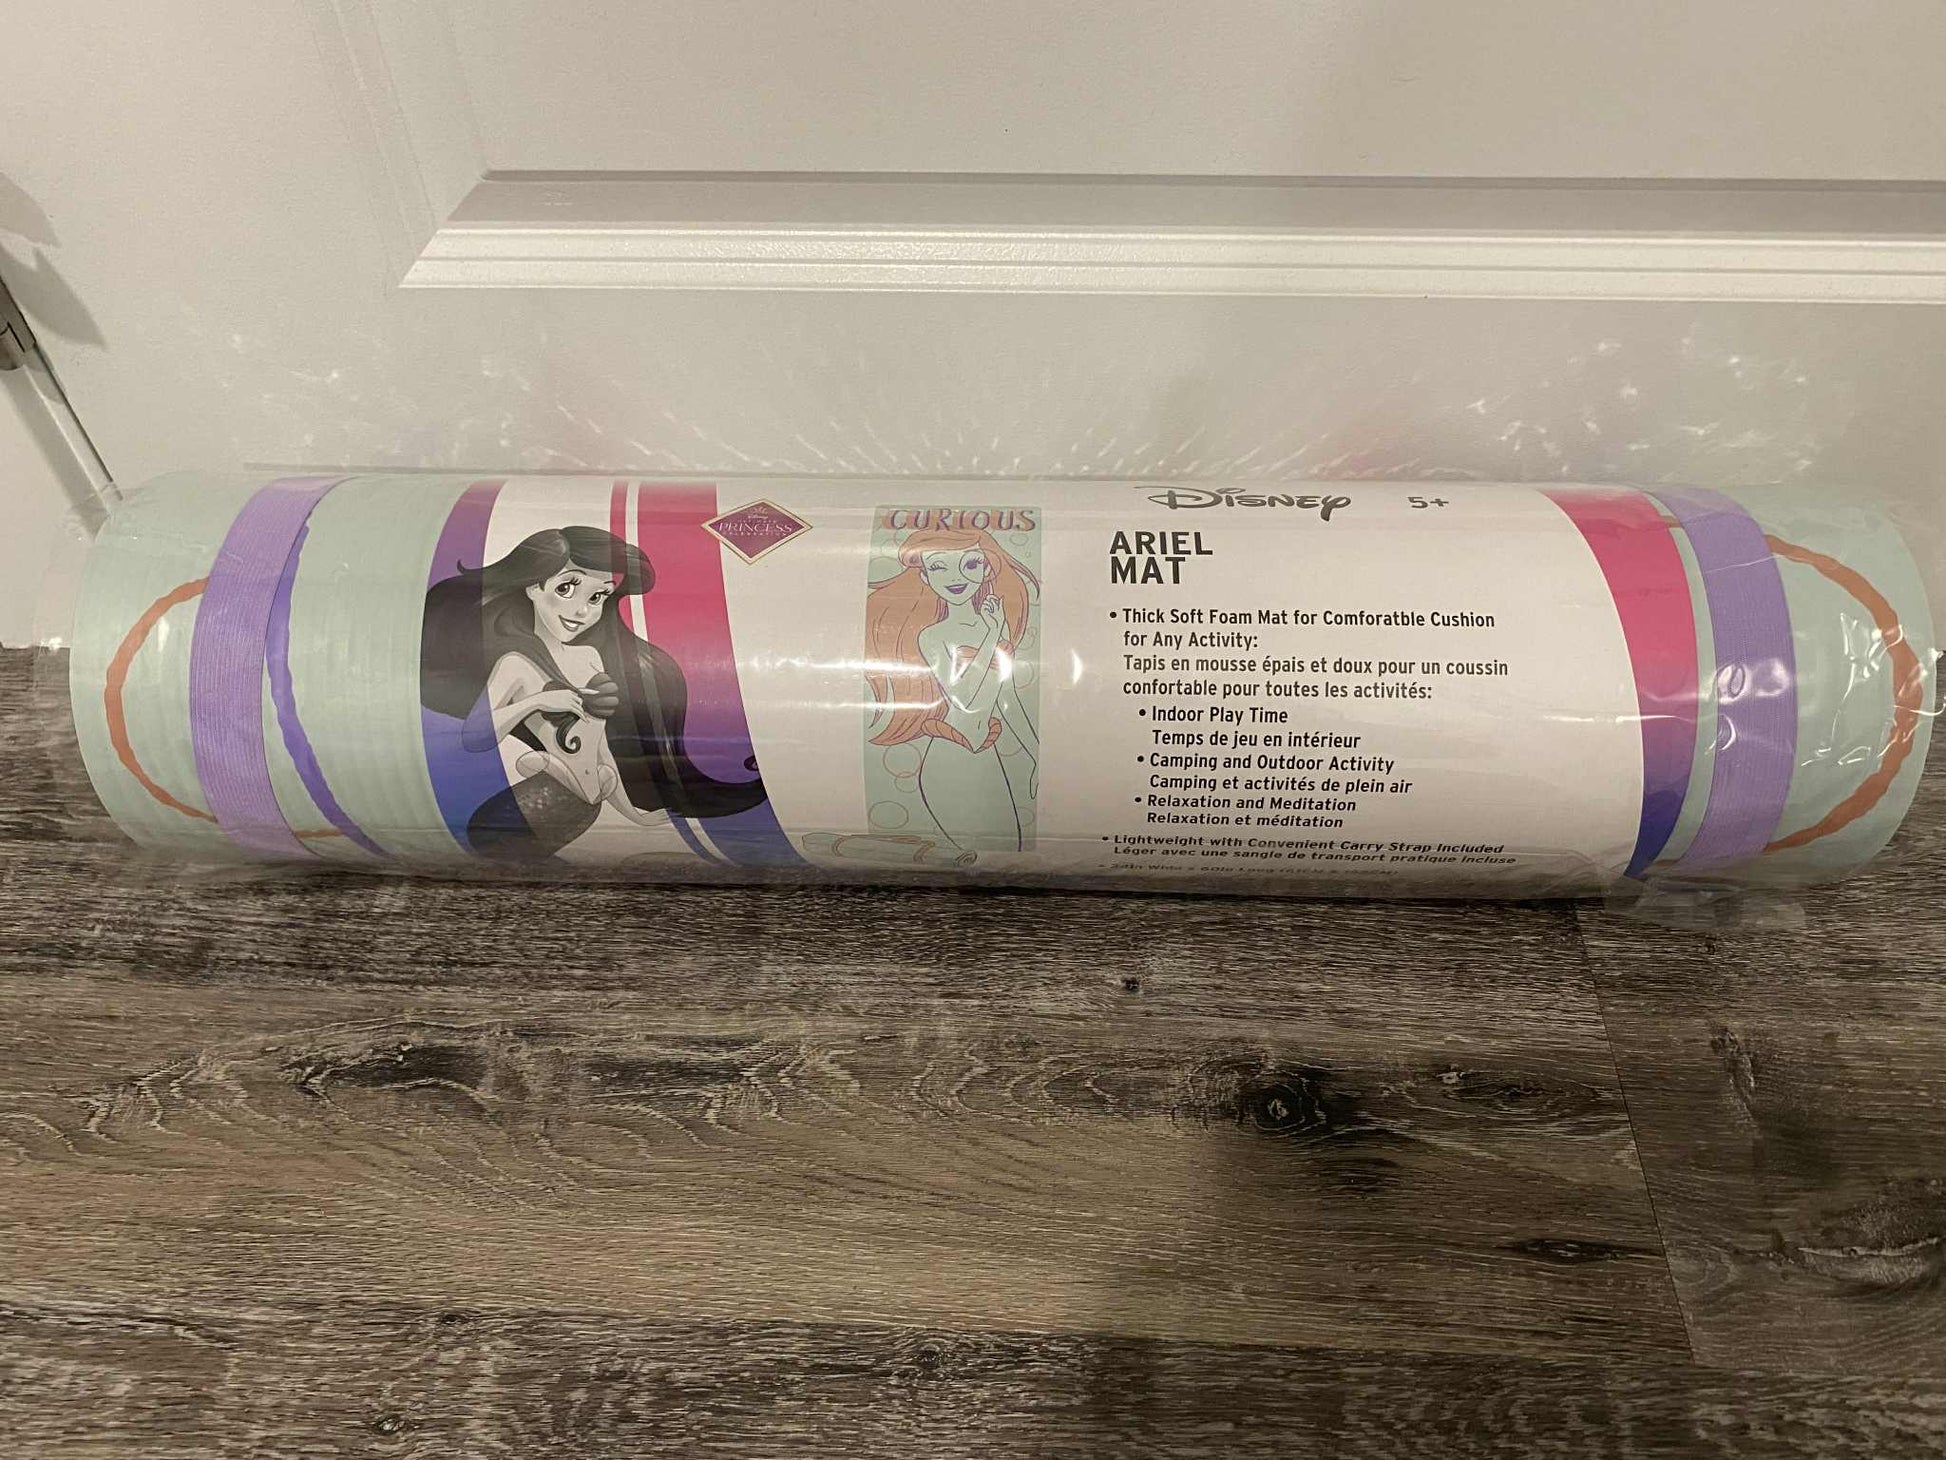 Disney
PRINCESS
CURIOUS
Disney 5+
ARIEL
MAT
• Thick Soft Foam Mat for Comforatble Cushion
for Any Activity:
Tapis en mousse épais et doux pour un coussin
confortable pour toutes les activités:
• Indoor Play Time
Temps de jeu en intérieur
• Camping and Outdoor Activity
Camping et activités de plein air
• Relaxation and Meditation
Relaxation et méditation
• Lightweight with Convenient Carry Strap Included
Léger avec une sangle de transport pratique incluse